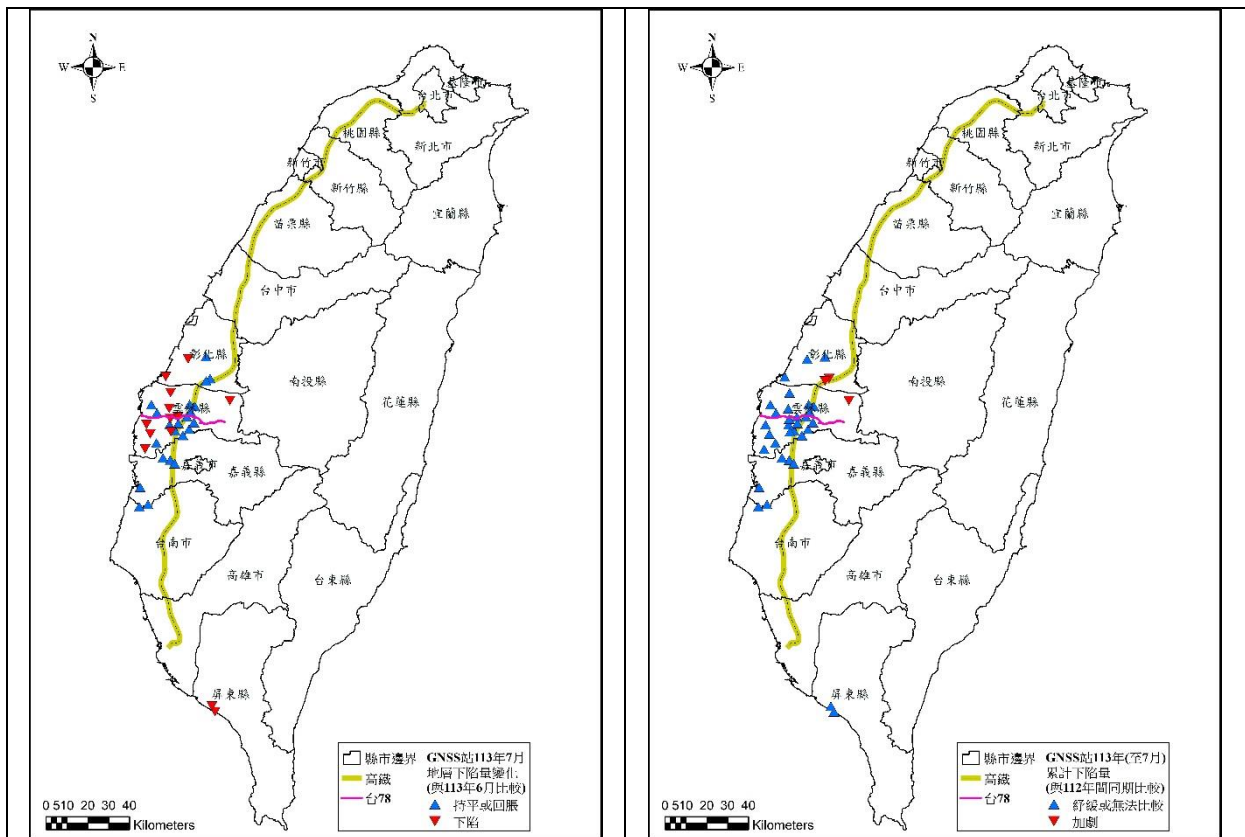 N
W E
S
基隆市
台北市
桃園縣
新北市
新竹市
新竹縣
宜蘭縣
苗栗縣
台中市
彰化縣
南投縣
花蓮縣
雲林縣
嘉義市
嘉義縣
台南市
高雄市
台東縣
屏東縣
縣市邊界
高鐵
台78
GNSS站113年7月
地層下陷量變化
(與113年6月比較)
持平或回脹
下陷
0 5 10 20 30 40
Kilometers
N
W E
S
基隆市
台北市
桃園縣
新北市
新竹市
新竹縣
宜蘭縣
苗栗縣
台中市
彰化縣
南投縣
花蓮縣
雲林縣
嘉義市
嘉義縣
台南市
高雄市
台東縣
屏東縣
縣市邊界
高鐵
台78
GNSS站113年(至7月)
累計下陷量
(與112年間同期比較)
紓緩或無法比較
加劇
0 5 10 20 30 40
Kilometers